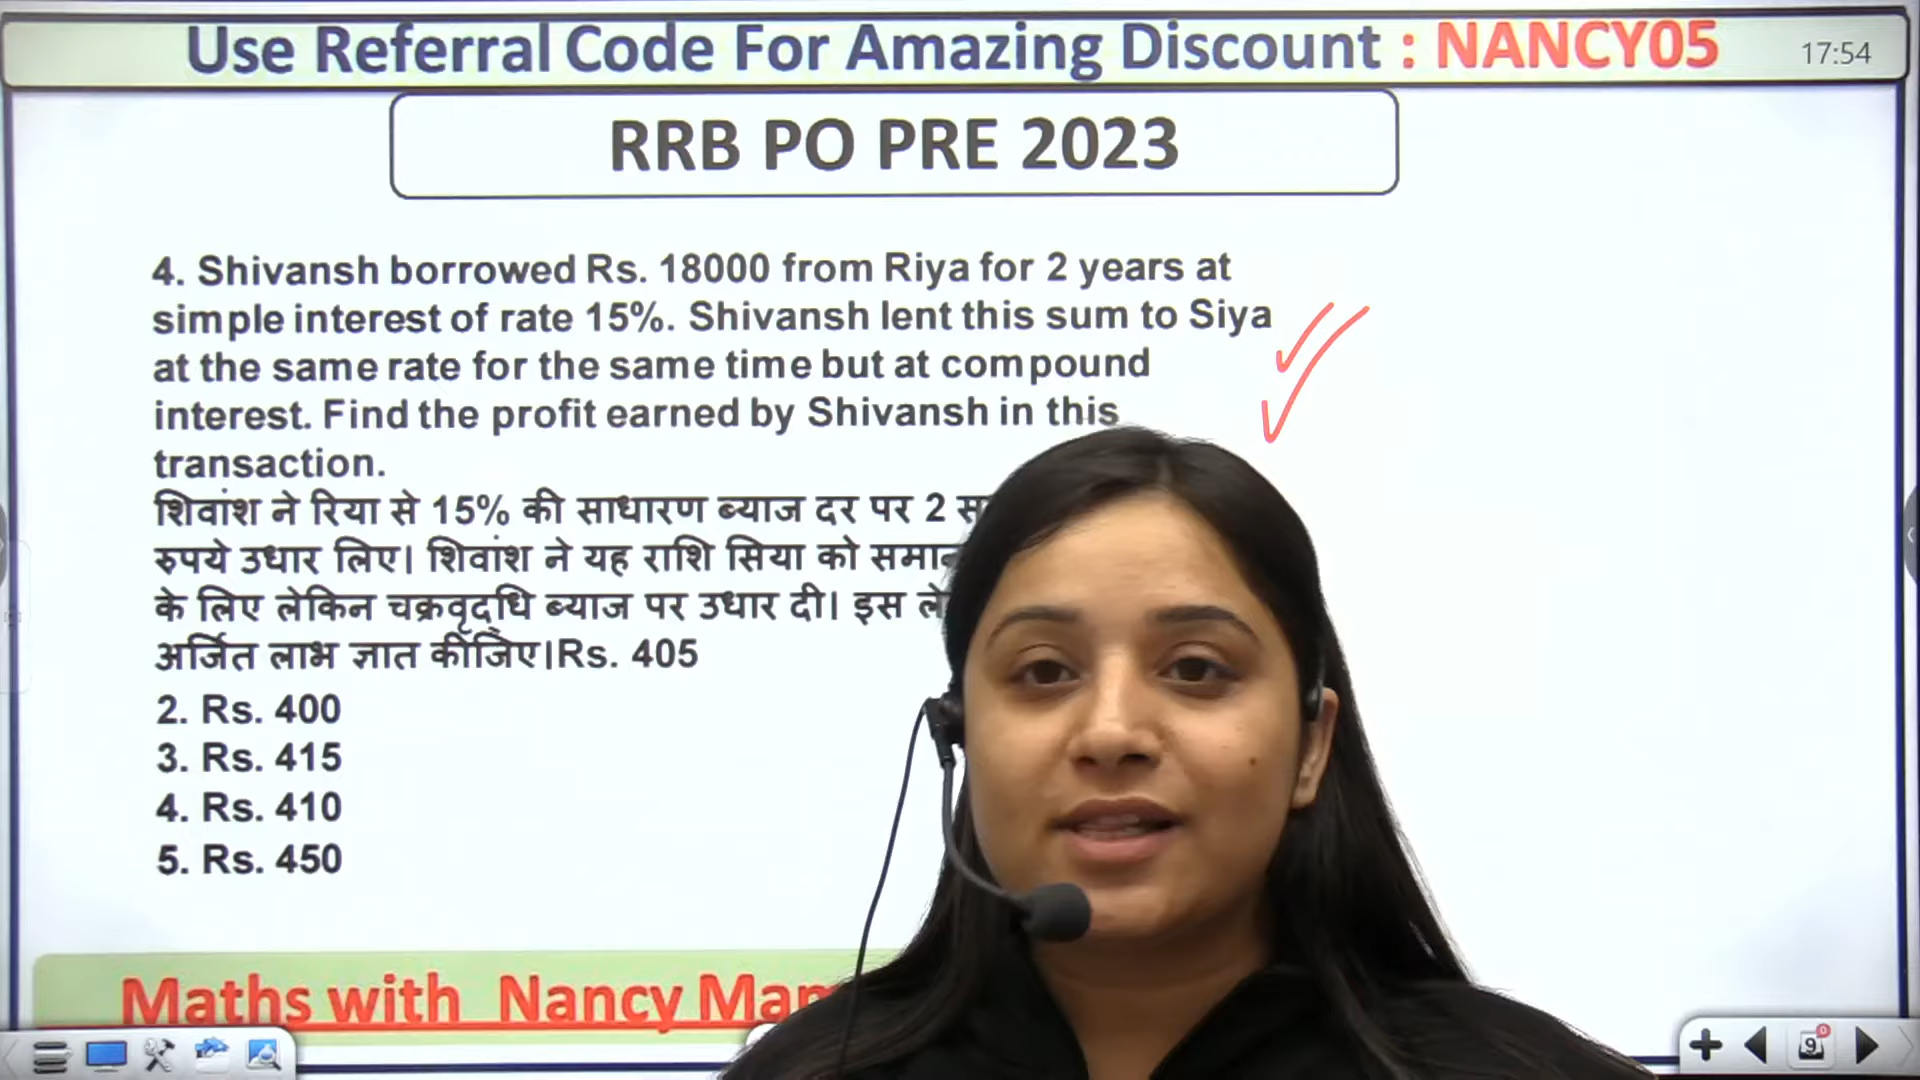 Use Referral Code For Amazing Discount : NANCY05
17:54
RRB PO PRE 2023
4. Shivansh borrowed Rs. 18000 from Riya for 2 years at
simple interest of rate 15%. Shivansh lent this sum to Siya
at the same rate for the same time but at compound
interest. Find the profit earned by Shivansh in this
transaction.
शिवांश ने रिया से 15% की साधारण ब्याज दर पर 2
रुपये उधार लिए। शिवांश ने यह राशि सिया को
के लिए लेकिन चक्रवृद्धि ब्याज पर उधार दी। इस
अर्जित लाभ ज्ञात कीजिए।Rs. 405
2. Rs. 400
3. Rs. 415
4. Rs. 410
5. Rs. 450
Maths with Nancy
9
0